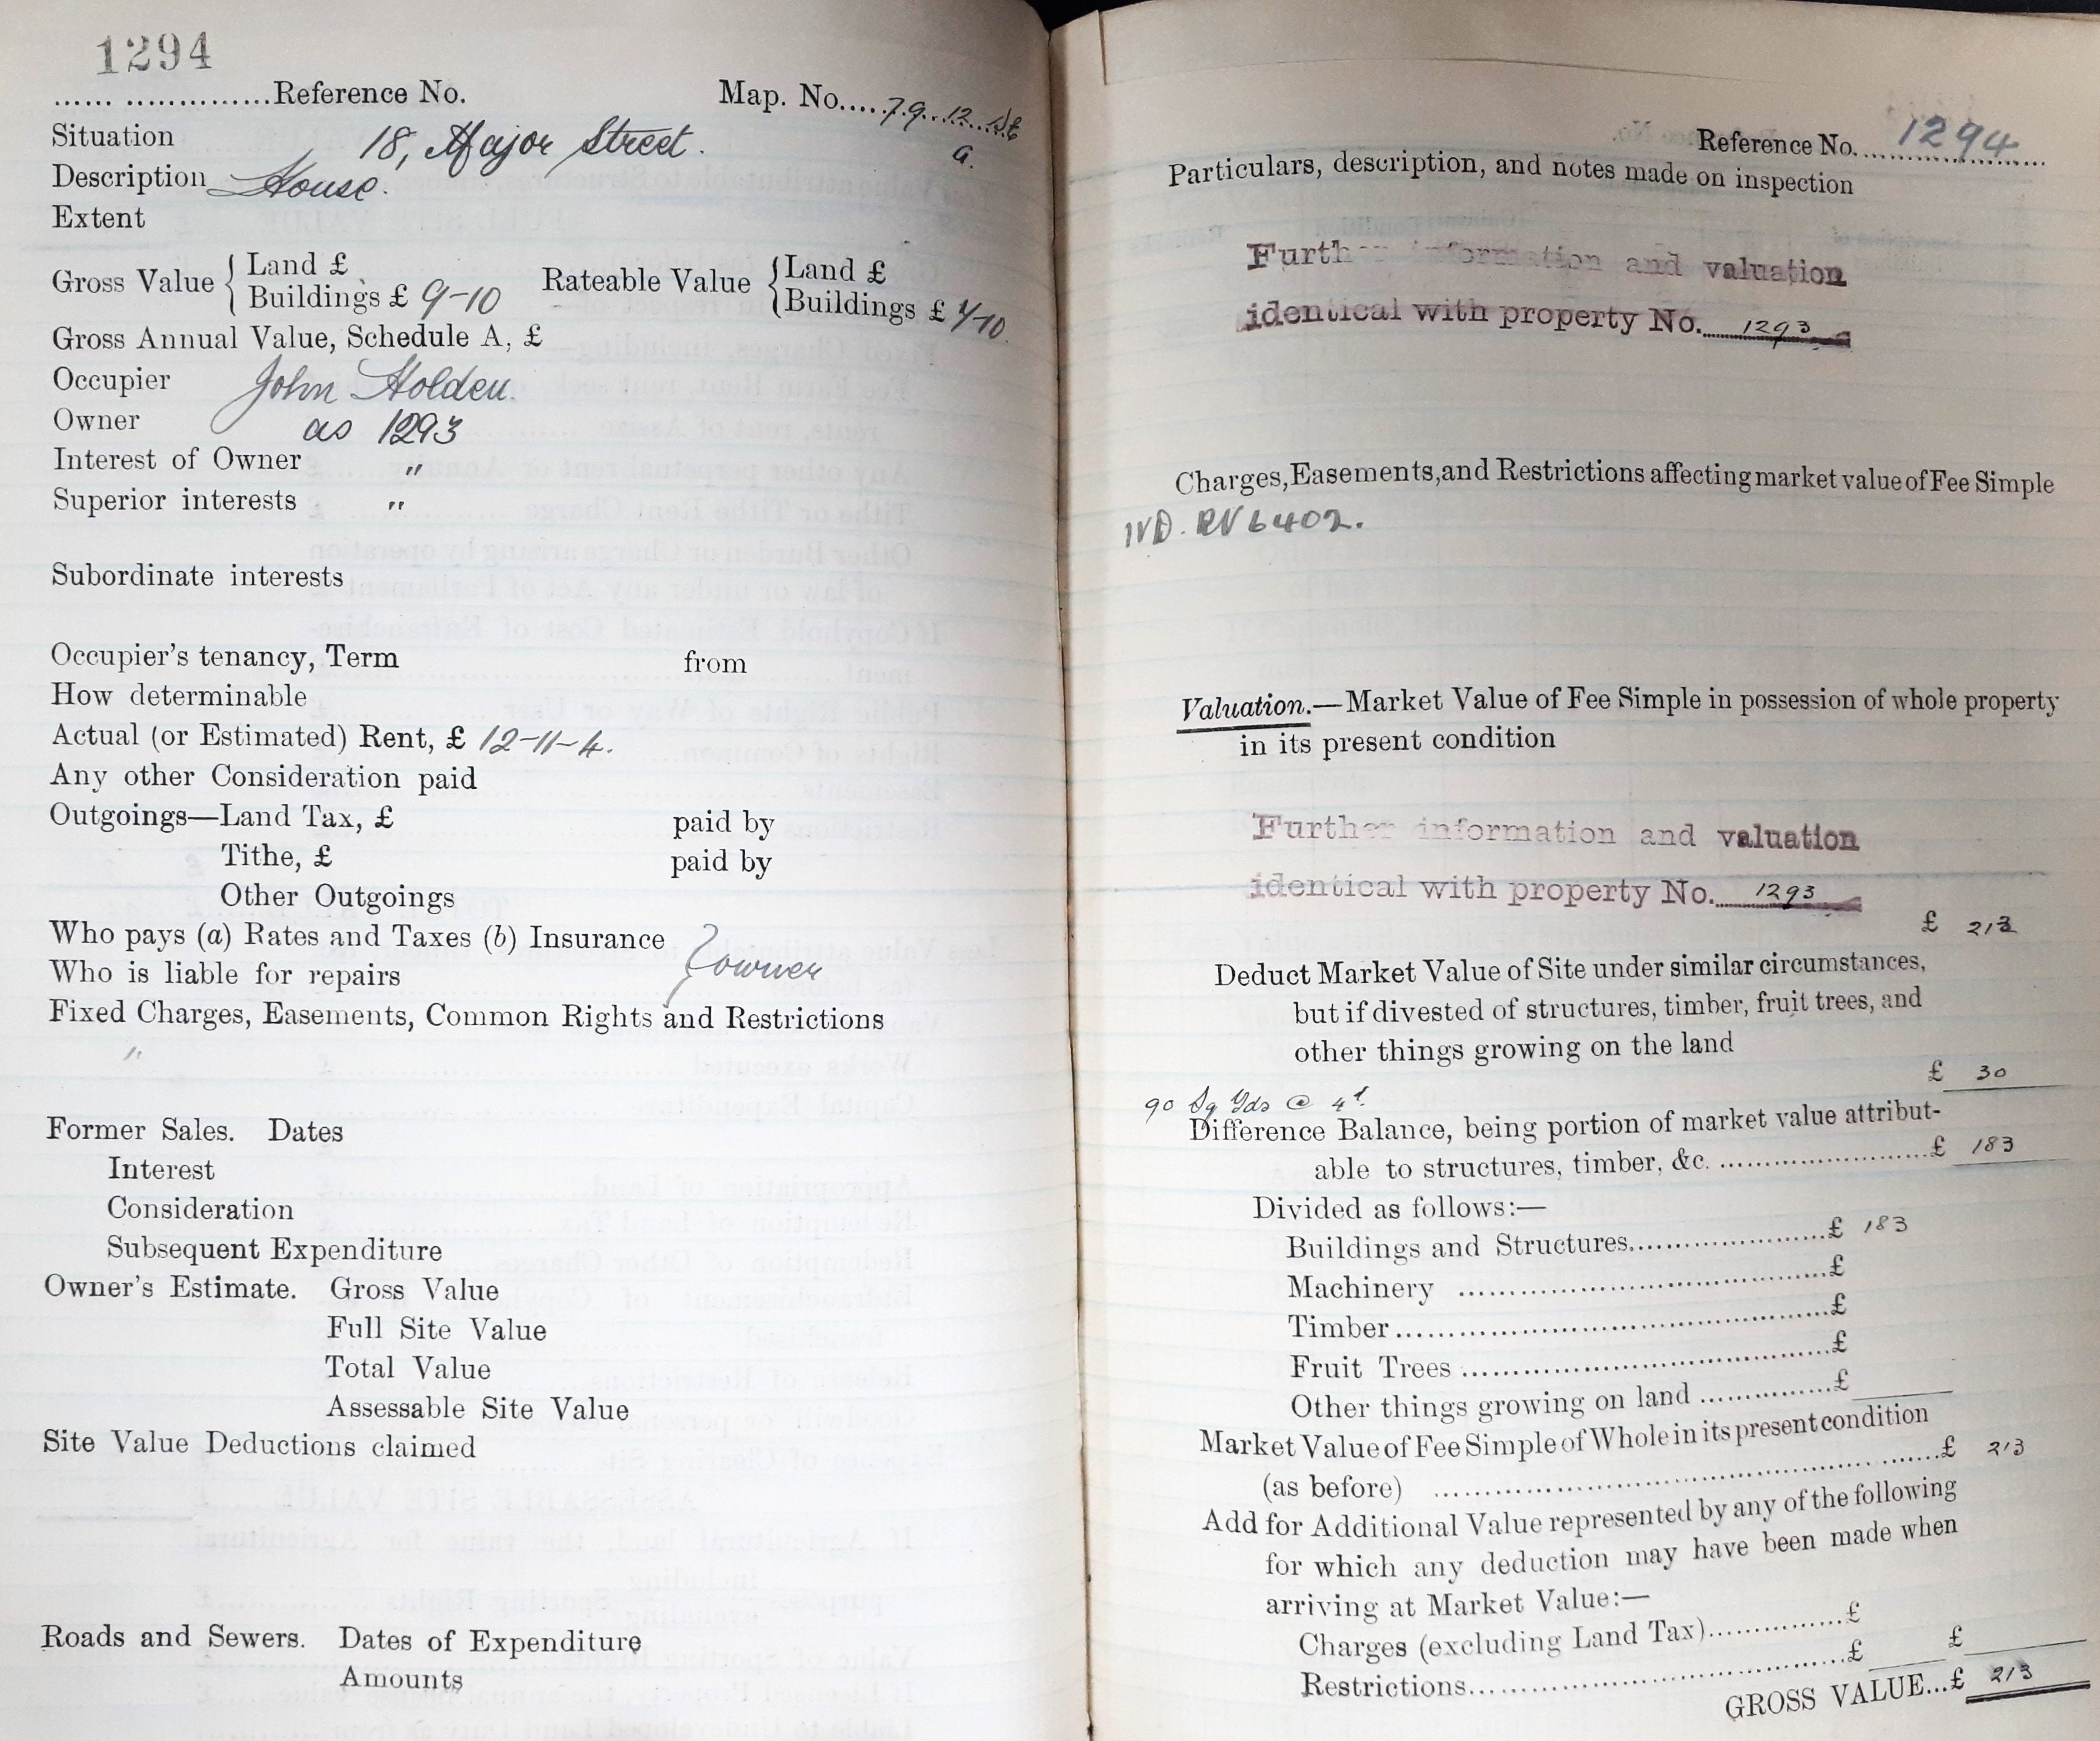 1294
...... ..............Reference No.
Map. No.....79..12..
a.
Situation 18, Major Street.
Description House.
Extent
Gross Value { Land £
Buildings £ 9-10
Rateable Value { Land £
Buildings £ 7/10
Gross Annual Value, Schedule A, £
Occupier John Holden.
Owner as 1293
Interest of Owner "
Superior interests "
Subordinate interests
Occupier's tenancy, Term from
How determinable
Actual (or Estimated) Rent, £ 12-11-4.
Any other Consideration paid
Outgoings—Land Tax, £ paid by
Tithe, £ paid by
Other Outgoings
Who pays (a) Rates and Taxes (b) Insurance
Who is liable for repairs } owner
Fixed Charges, Easements, Common Rights and Restrictions
"
Former Sales. Dates
Interest
Consideration
Subsequent Expenditure
Owner's Estimate. Gross Value
Full Site Value
Total Value
Assessable Site Value
Site Value Deductions claimed
Roads and Sewers. Dates of Expenditure
Amounts
Reference No. 1294
Particulars, description, and notes made on inspection
Further information and valuation
identical with property No. 1293
Charges, Easements, and Restrictions affecting market value of Fee Simple
IVD. RV 6402.
Valuation.—Market Value of Fee Simple in possession of whole property
in its present condition
Further information and valuation
identical with property No. 1293
£ 213
Deduct Market Value of Site under similar circumstances,
but if divested of structures, timber, fruit trees, and
other things growing on the land
£ 30
90 Sq Yds @
Difference Balance, being portion of market value attribut-
able to structures, timber, &c. £ 183
Divided as follows:—
Buildings and Structures £ 183
Machinery £
Timber £
Fruit Trees £
Other things growing on land £
Market Value of Fee Simple of Whole in its present condition
(as before) £ 213
Add for Additional Value represented by any of the following
for which any deduction may have been made when
arriving at Market Value:—
Charges (excluding Land Tax) £
Restrictions £ £
GROSS VALUE...£ 213